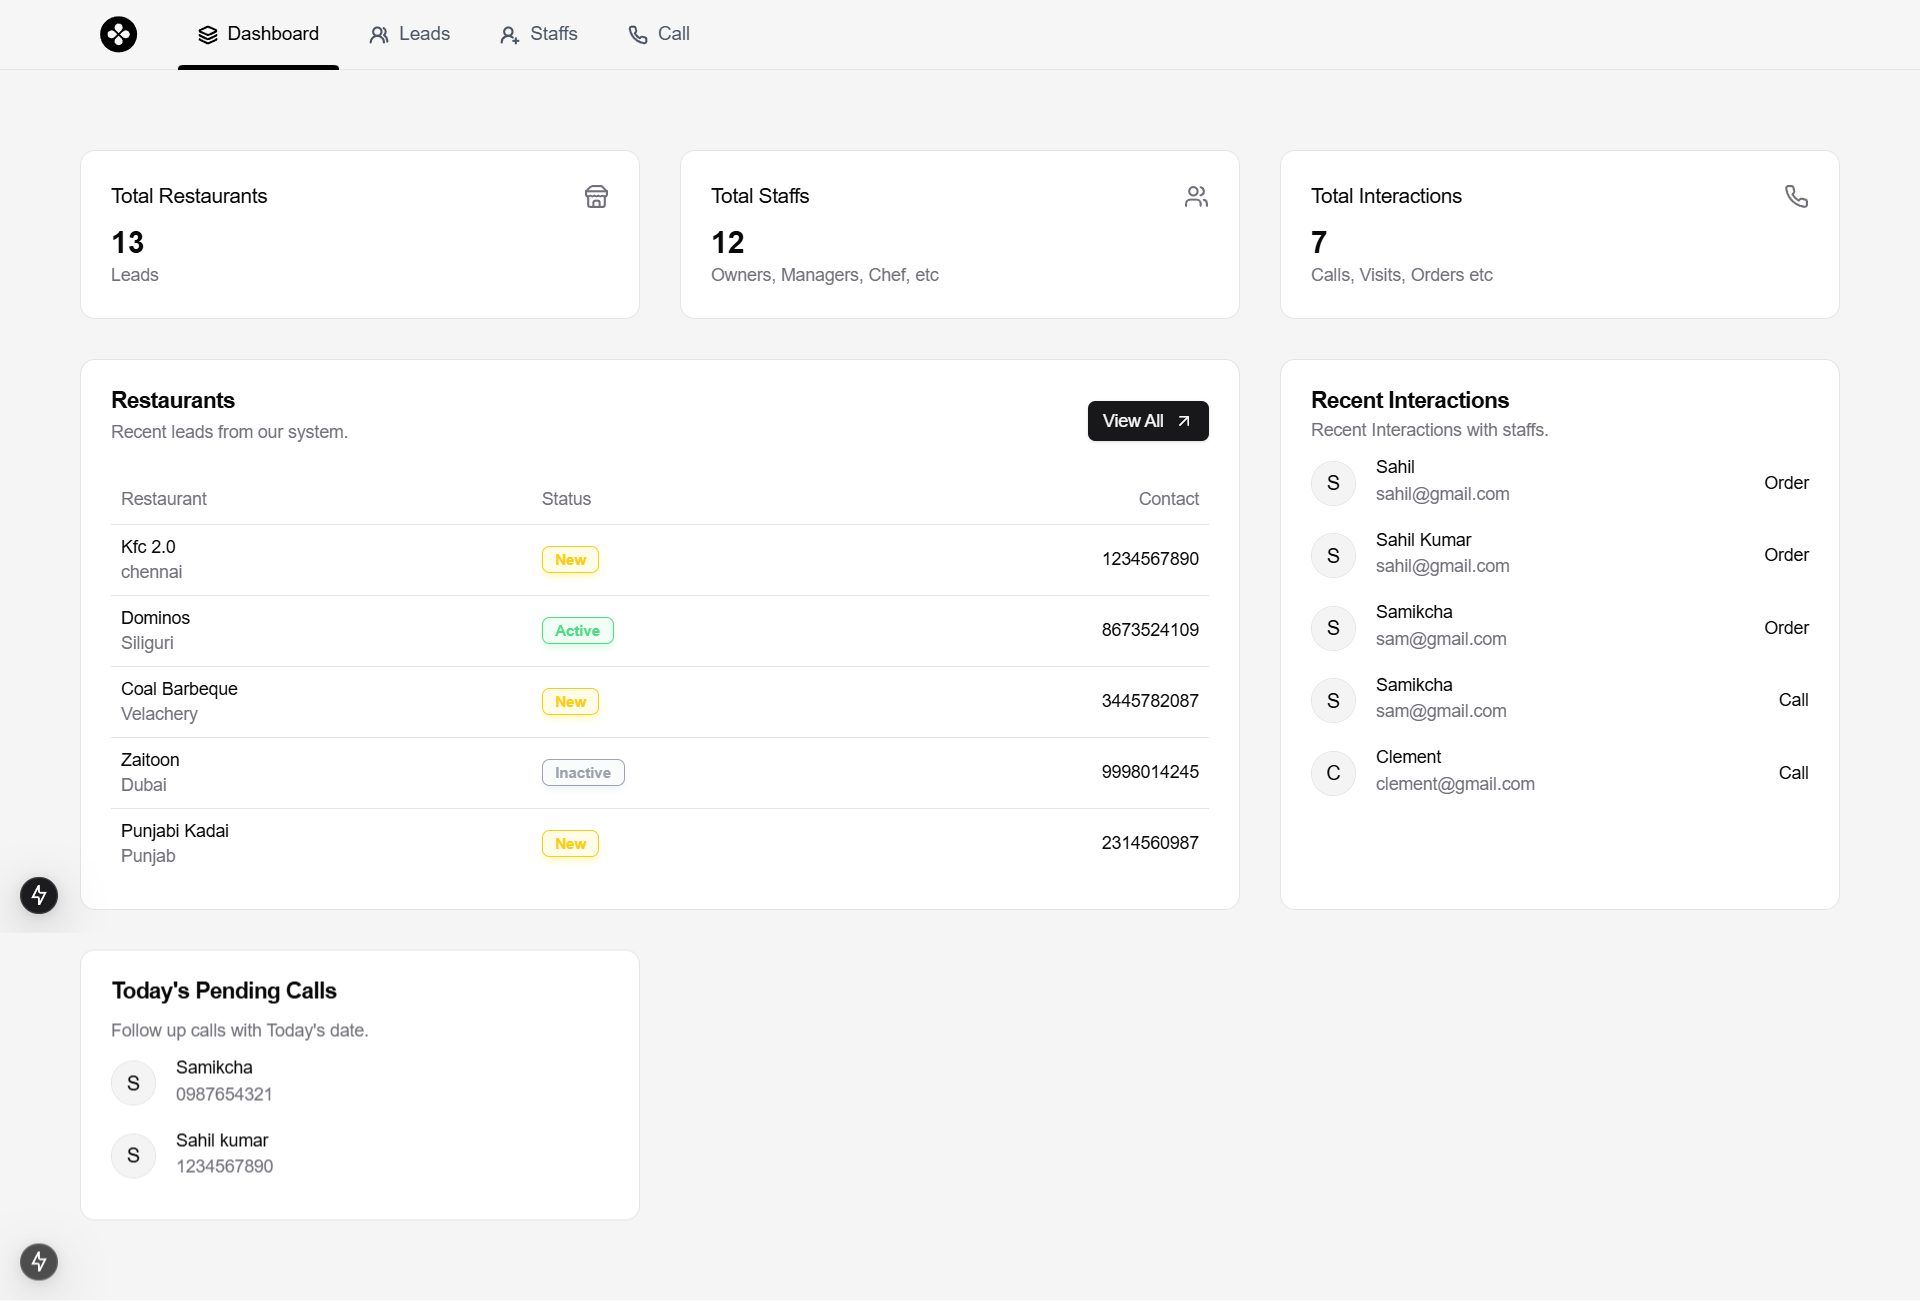 Dashboard
Leads
Staffs
Call
Total Restaurants
13
Leads
Total Staffs
12
Owners, Managers, Chef, etc
Total Interactions
7
Calls, Visits, Orders etc
Restaurants
Recent leads from our system.
View All
Restaurant Status Contact
Kfc 2.0
chennai
New
1234567890
Dominos
Siliguri
Active
8673524109
Coal Barbeque
Velachery
New
3445782087
Zaitoon
Dubai
Inactive
9998014245
Punjabi Kadai
Punjab
New
2314560987
Recent Interactions
Recent Interactions with staffs.
S
Sahil
sahil@gmail.com
Order
S
Sahil Kumar
sahil@gmail.com
Order
S
Samikcha
sam@gmail.com
Order
S
Samikcha
sam@gmail.com
Call
C
Clement
clement@gmail.com
Call
Today's Pending Calls
Follow up calls with Today's date.
S
Samikcha
0987654321
S
Sahil kumar
1234567890